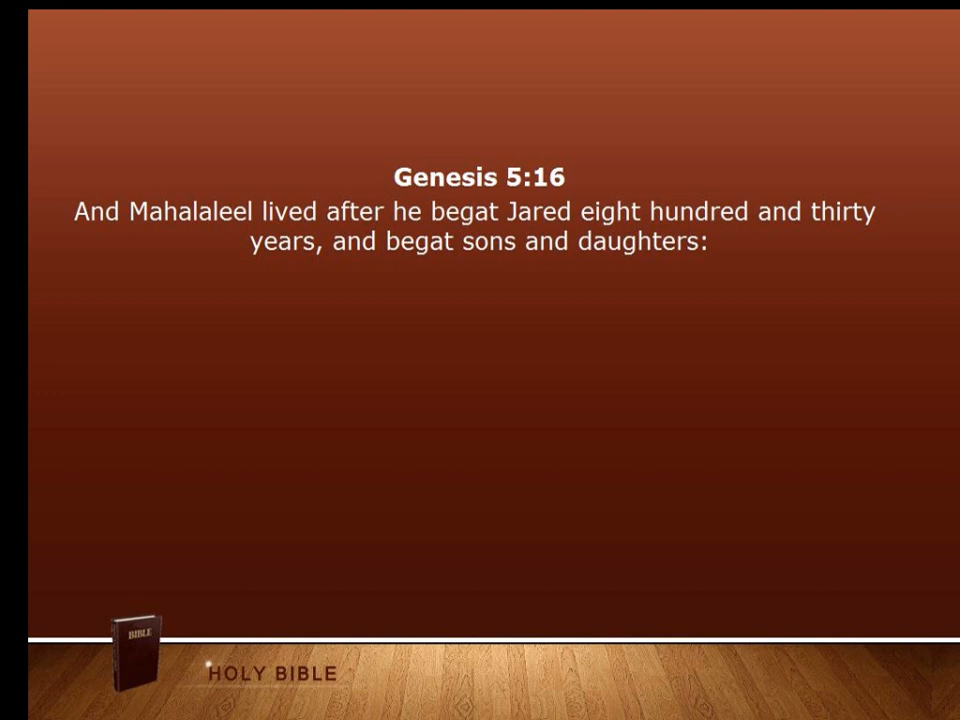 Genesis 5:16
And Mahalaleel lived after he begat Jared eight hundred and thirty
years, and begat sons and daughters:
BIBLE
HOLY BIBLE